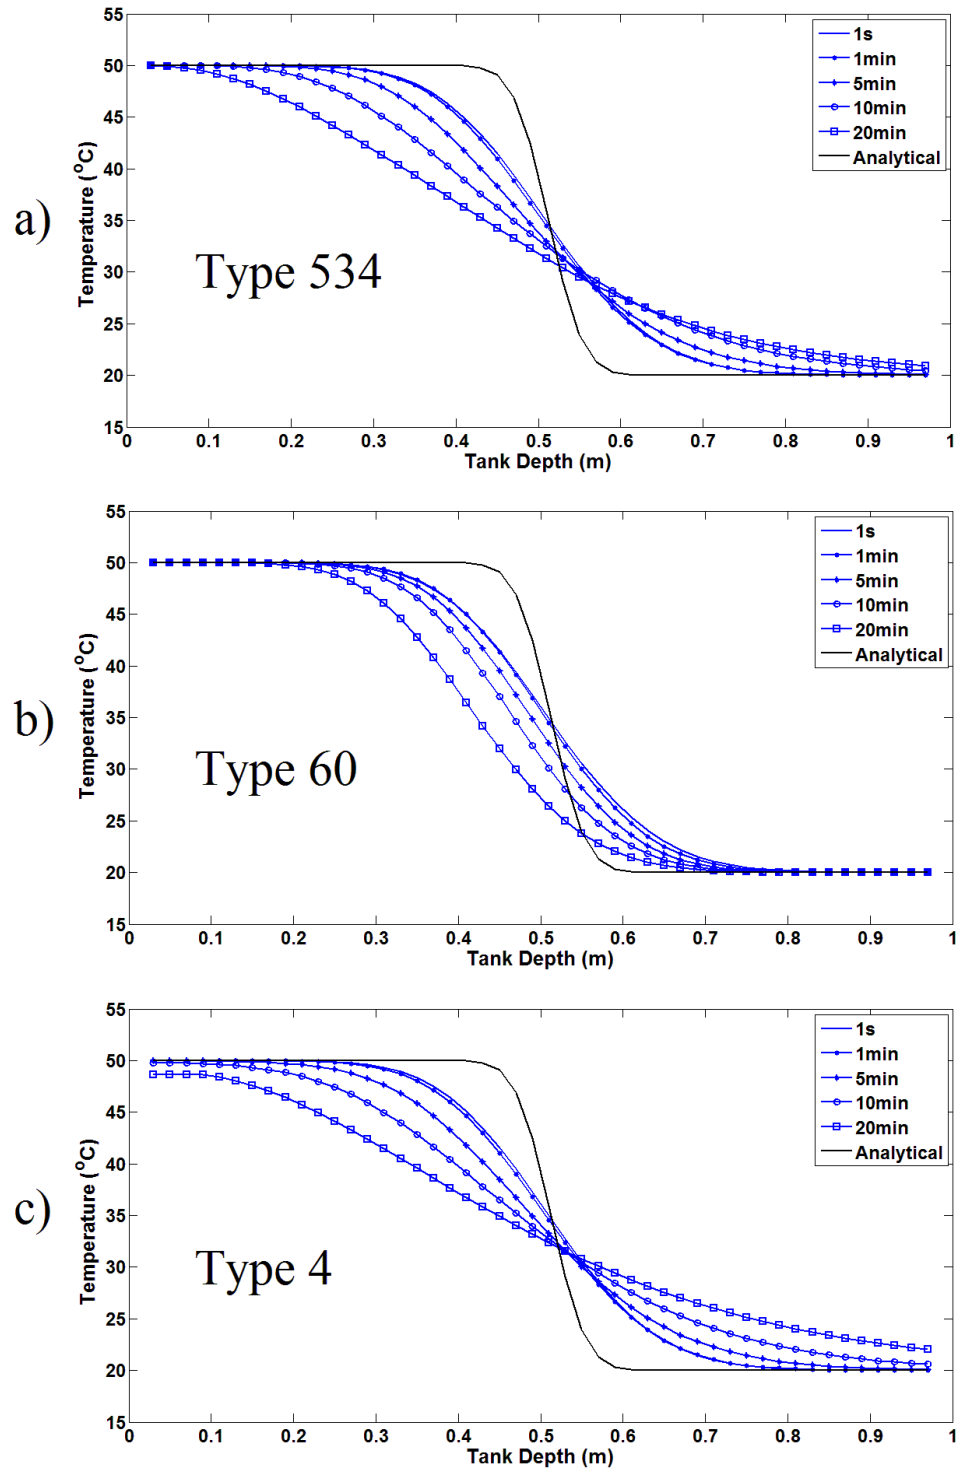 a)
Temperature (°C)
55
50
45
40
35
30
25
20
15
1s
1min
5min
10min
20min
Analytical
Type 534
0 0.1 0.2 0.3 0.4 0.5 0.6 0.7 0.8 0.9 1
Tank Depth (m)
b)
Temperature (°C)
55
50
45
40
35
30
25
20
15
1s
1min
5min
10min
20min
Analytical
Type 60
0 0.1 0.2 0.3 0.4 0.5 0.6 0.7 0.8 0.9 1
Tank Depth (m)
c)
Temperature (°C)
55
50
45
40
35
30
25
20
15
1s
1min
5min
10min
20min
Analytical
Type 4
0 0.1 0.2 0.3 0.4 0.5 0.6 0.7 0.8 0.9 1
Tank Depth (m)